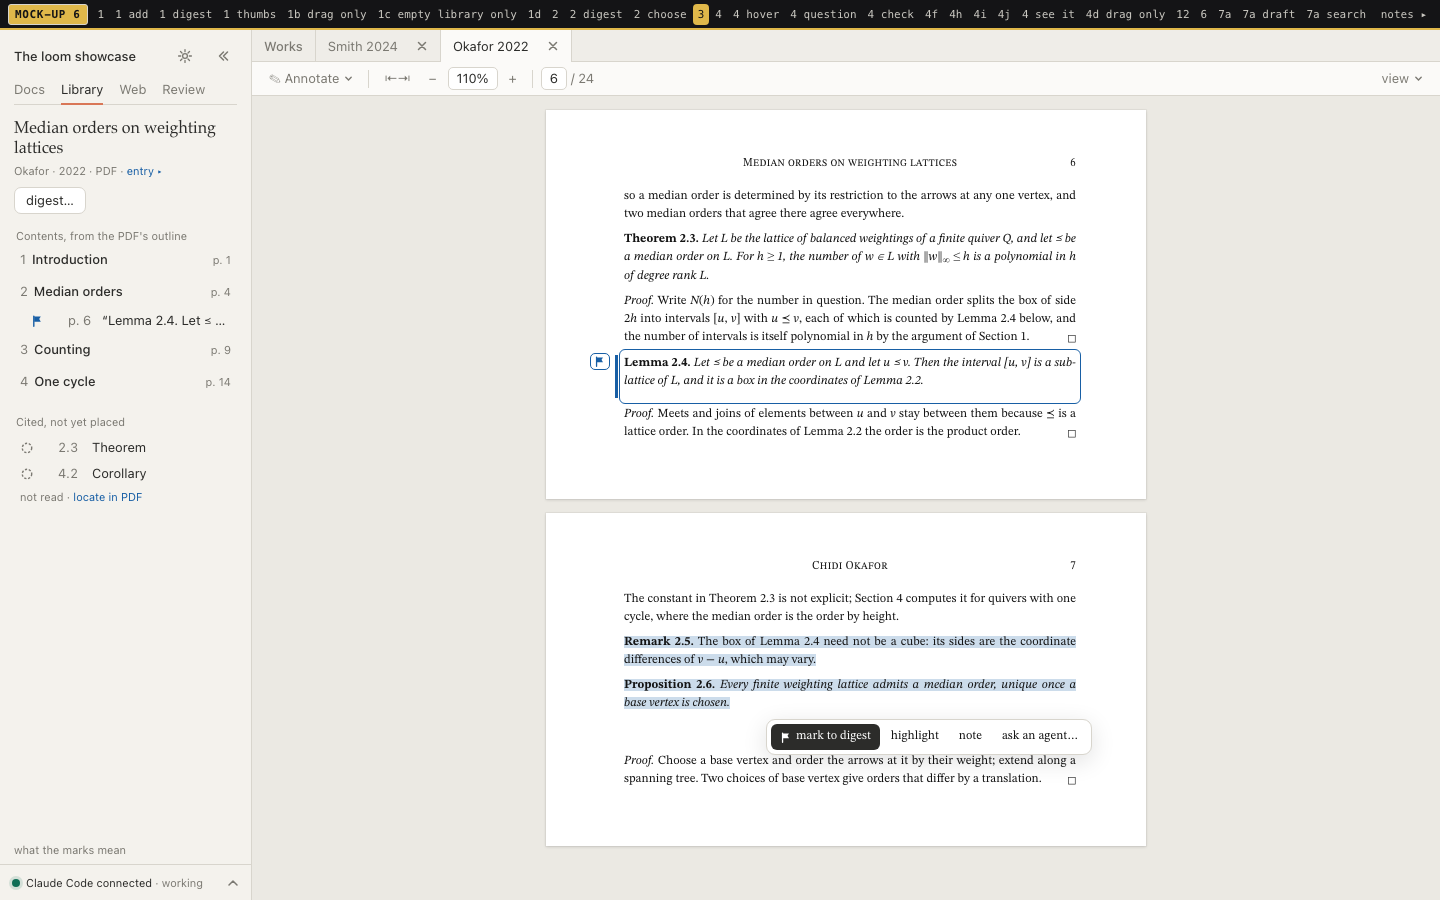 MOCK-UP 6 1 1 add 1 digest 1 thumbs 1b drag only 1c empty library only 1d 2 2 digest 2 choose 3 4 4 hover 4 question 4 check 4f 4h 4i 4j 4 see it 4d drag only 12 6 7a 7a draft 7a search notes ▸
The loom showcase
Docs Library Web Review
Median orders on weighting
lattices
Okafor · 2022 · PDF · entry ▸
digest…
Contents, from the PDF's outline
1 Introduction p. 1
2 Median orders p. 4
p. 6 “Lemma 2.4. Let ≤ …
3 Counting p. 9
4 One cycle p. 14
Cited, not yet placed
2.3 Theorem
4.2 Corollary
not read · locate in PDF
what the marks mean
Claude Code connected · working
Works Smith 2024 Okafor 2022
Annotate 110% 6 / 24 view
Median orders on weighting lattices 6
so a median order is determined by its restriction to the arrows at any one vertex, and
two median orders that agree there agree everywhere.
Theorem 2.3. Let L be the lattice of balanced weightings of a finite quiver Q, and let ≤ be
a median order on L. For h ≥ 1, the number of w ∈ L with ‖w‖∞ ≤ h is a polynomial in h
of degree rank L.
Proof. Write N(h) for the number in question. The median order splits the box of side
2h into intervals [u, v] with u ⪯ v, each of which is counted by Lemma 2.4 below, and
the number of intervals is itself polynomial in h by the argument of Section 1. □
Lemma 2.4. Let ≤ be a median order on L and let u ≤ v. Then the interval [u, v] is a sub-
lattice of L, and it is a box in the coordinates of Lemma 2.2.
Proof. Meets and joins of elements between u and v stay between them because ⪯ is a
lattice order. In the coordinates of Lemma 2.2 the order is the product order. □
Chidi Okafor 7
The constant in Theorem 2.3 is not explicit; Section 4 computes it for quivers with one
cycle, where the median order is the order by height.
Remark 2.5. The box of Lemma 2.4 need not be a cube: its sides are the coordinate
differences of v − u, which may vary.
Proposition 2.6. Every finite weighting lattice admits a median order, unique once a
base vertex is chosen.
mark to digest highlight note ask an agent…
Proof. Choose a base vertex and order the arrows at it by their weight; extend along a
spanning tree. Two choices of base vertex give orders that differ by a translation. □